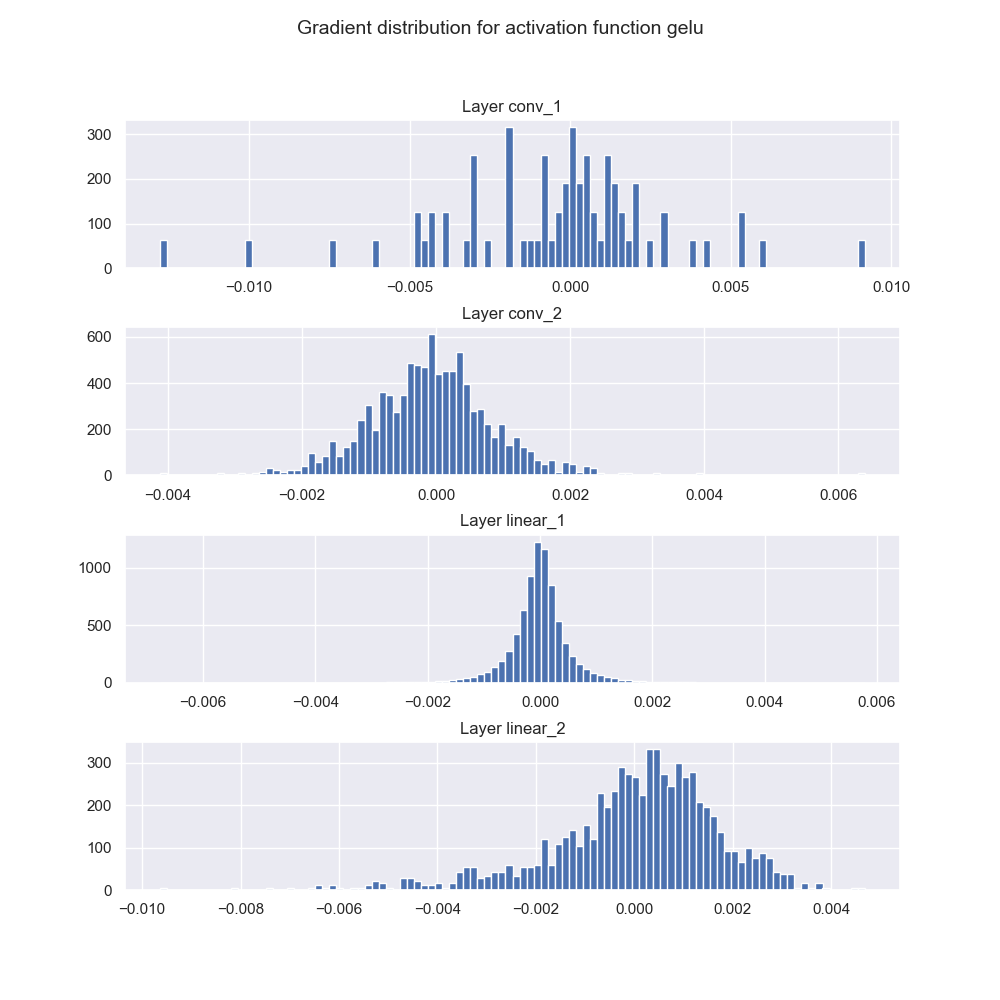 Gradient distribution for activation function gelu
Layer conv_1
300
200
100
0
−0.010 −0.005 0.000 0.005 0.010
Layer conv_2
600
400
200
0
−0.004 −0.002 0.000 0.002 0.004 0.006
Layer linear_1
1000
500
0
−0.006 −0.004 −0.002 0.000 0.002 0.004 0.006
Layer linear_2
300
200
100
0
−0.010 −0.008 −0.006 −0.004 −0.002 0.000 0.002 0.004